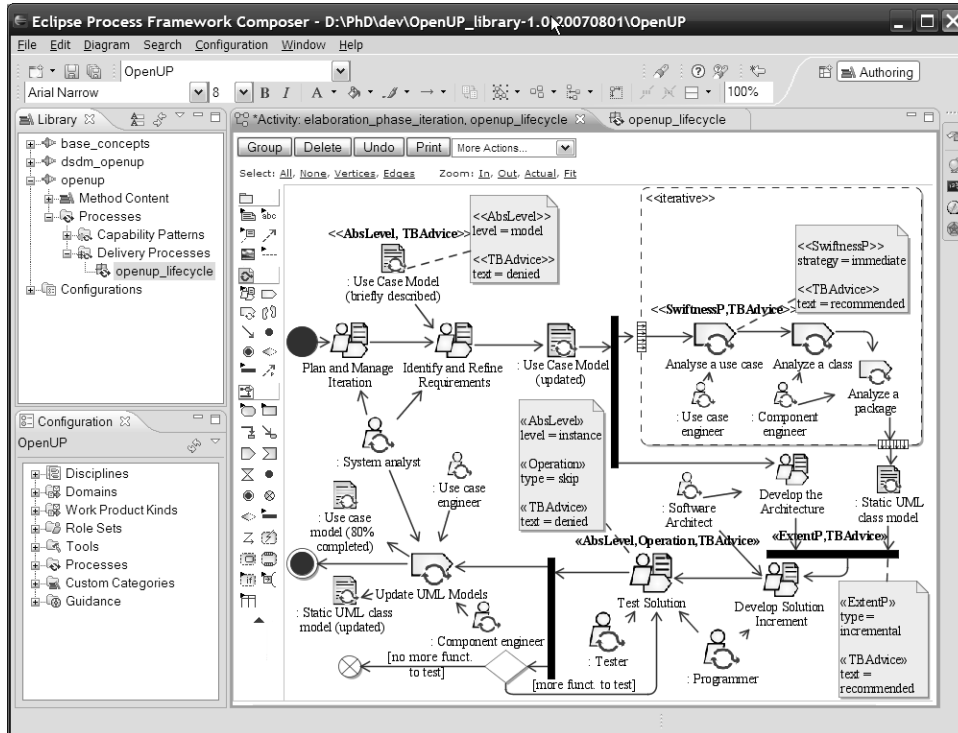 Eclipse Process Framework Composer - D:\PhD\dev\OpenUP_library-1.0.20070801\OpenUP
File Edit Diagram Search Configuration Window Help
OpenUP
Authoring
Arial Narrow 8 B I A 100%
Library
base_concepts
dsdm_openup
openup
Method Content
Processes
Capability Patterns
Delivery Processes
openup_lifecycle
Configurations
Configuration
OpenUP
Disciplines
Domains
Work Product Kinds
Role Sets
Tools
Processes
Custom Categories
Guidance
*Activity: elaboration_phase_iteration, openup_lifecycle
openup_lifecycle
Group Delete Undo Print More Actions...
Select: All, None, Vertices, Edges Zoom: In, Out, Actual, Fit
abc
<<AbsLevel, TBAdvice>>
: Use Case Model
(briefly described)
<<AbsLevel>>
level = model
<<TBAdvice>>
text = denied
<<iterative>>
<<SwiftnessP>>
strategy = immediate
<<TBAdvice>>
text = recommended
<<SwiftnessP,TBAdvice>>
Plan and Manage
Iteration
Identify and Refine
Requirements
: Use Case Model
(updated)
Analyse a use case
Analyze a class
Analyze a
package
: Use case
engineer
: Component
engineer
: System analyst
: Use case
engineer
«AbsLevel»
level = instance
«Operation»
type = skip
«TBAdvice»
text = denied
: Software
Architect
Develop the
Architecture
: Static UML
class model
: Use case
model (80%
completed)
«AbsLevel,Operation,TBAdvice»
«ExtentP,TBAdvice»
Update UML Models
: Static UML class
model (updated)
: Component engineer
Test Solution
Develop Solution
Increment
«ExtentP»
type =
incremental
«TBAdvice»
text =
recommended
: Tester
: Programmer
[no more funct.
to test]
[more funct. to test]